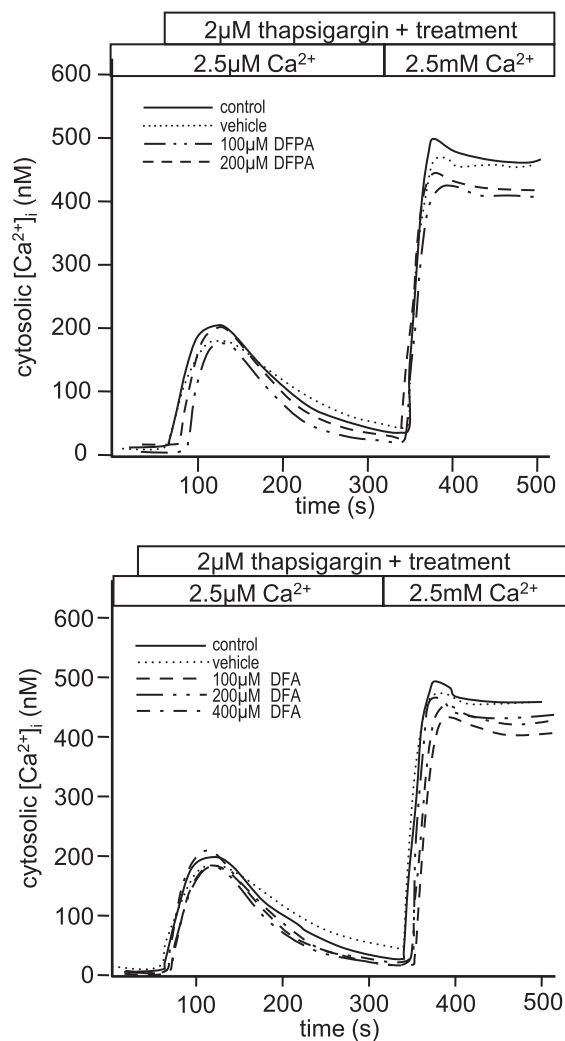 2µM thapsigargin + treatment
2.5µM Ca²⁺ 2.5mM Ca²⁺
600
500
400
300
200
100
0
cytosolic [Ca²⁺]ᵢ (nM)
control
vehicle
100µM DFPA
200µM DFPA
100 200 300 400 500
time (s)
2µM thapsigargin + treatment
2.5µM Ca²⁺ 2.5mM Ca²⁺
600
500
400
300
200
100
0
cytosolic [Ca²⁺]ᵢ (nM)
control
vehicle
100µM DFA
200µM DFA
400µM DFA
100 200 300 400 500
time (s)